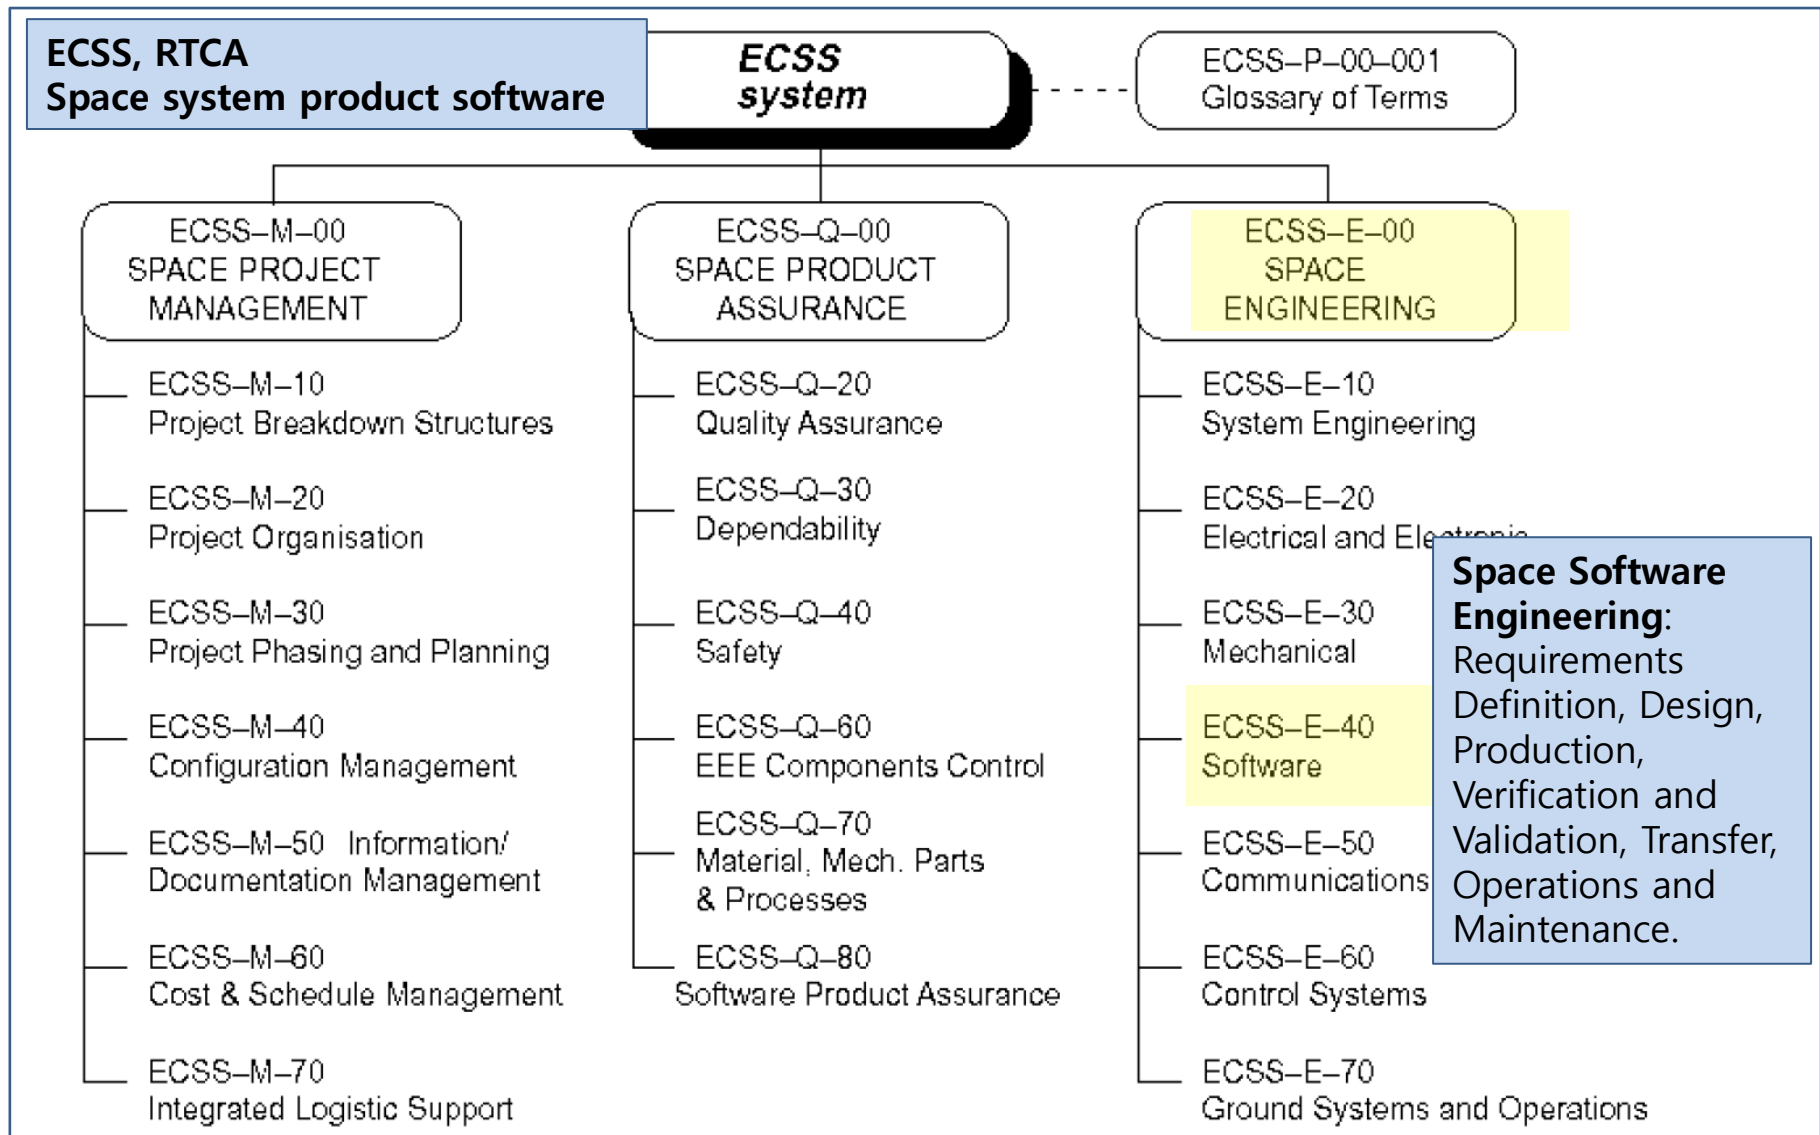 ECSS, RTCA
Space system product software
ECSS
system
ECSS–P–00–001
Glossary of Terms
ECSS–M–00
SPACE PROJECT
MANAGEMENT
ECSS–M–10
Project Breakdown Structures
ECSS–M–20
Project Organisation
ECSS–M–30
Project Phasing and Planning
ECSS–M–40
Configuration Management
ECSS–M–50 Information/
Documentation Management
ECSS–M–60
Cost & Schedule Management
ECSS–M–70
Integrated Logistic Support
ECSS–Q–00
SPACE PRODUCT
ASSURANCE
ECSS–Q–20
Quality Assurance
ECSS–Q–30
Dependability
ECSS–Q–40
Safety
ECSS–Q–60
EEE Components Control
ECSS–Q–70
Material, Mech. Parts
& Processes
ECSS–Q–80
Software Product Assurance
ECSS–E–00
SPACE
ENGINEERING
ECSS–E–10
System Engineering
ECSS–E–20
Electrical and Electronic
ECSS–E–30
Mechanical
ECSS–E–40
Software
ECSS–E–50
Communications
ECSS–E–60
Control Systems
ECSS–E–70
Ground Systems and Operations
Space Software
Engineering:
Requirements
Definition, Design,
Production,
Verification and
Validation, Transfer,
Operations and
Maintenance.